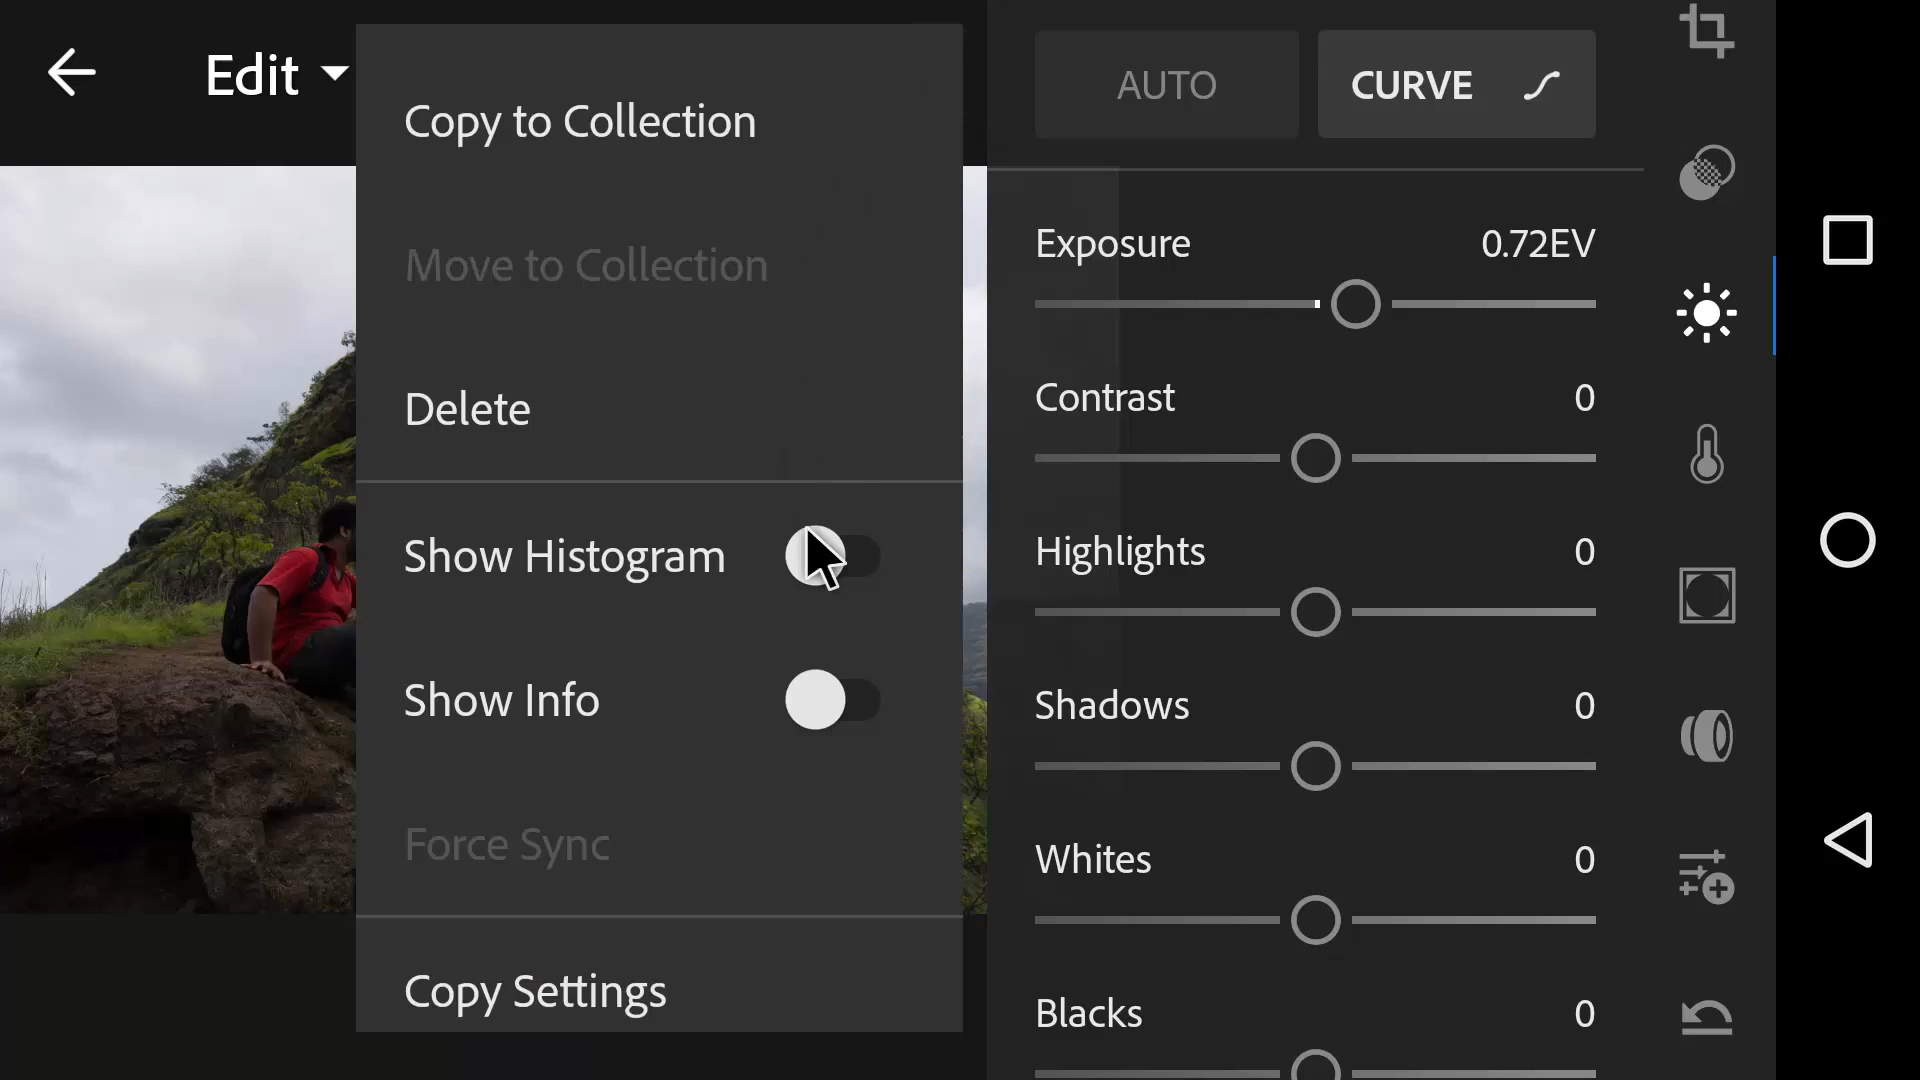 Edit
Copy to Collection
Move to Collection
Delete
Show Histogram
Show Info
Force Sync
Copy Settings
AUTO
CURVE
Exposure 0.72EV
Contrast 0
Highlights 0
Shadows 0
Whites 0
Blacks 0